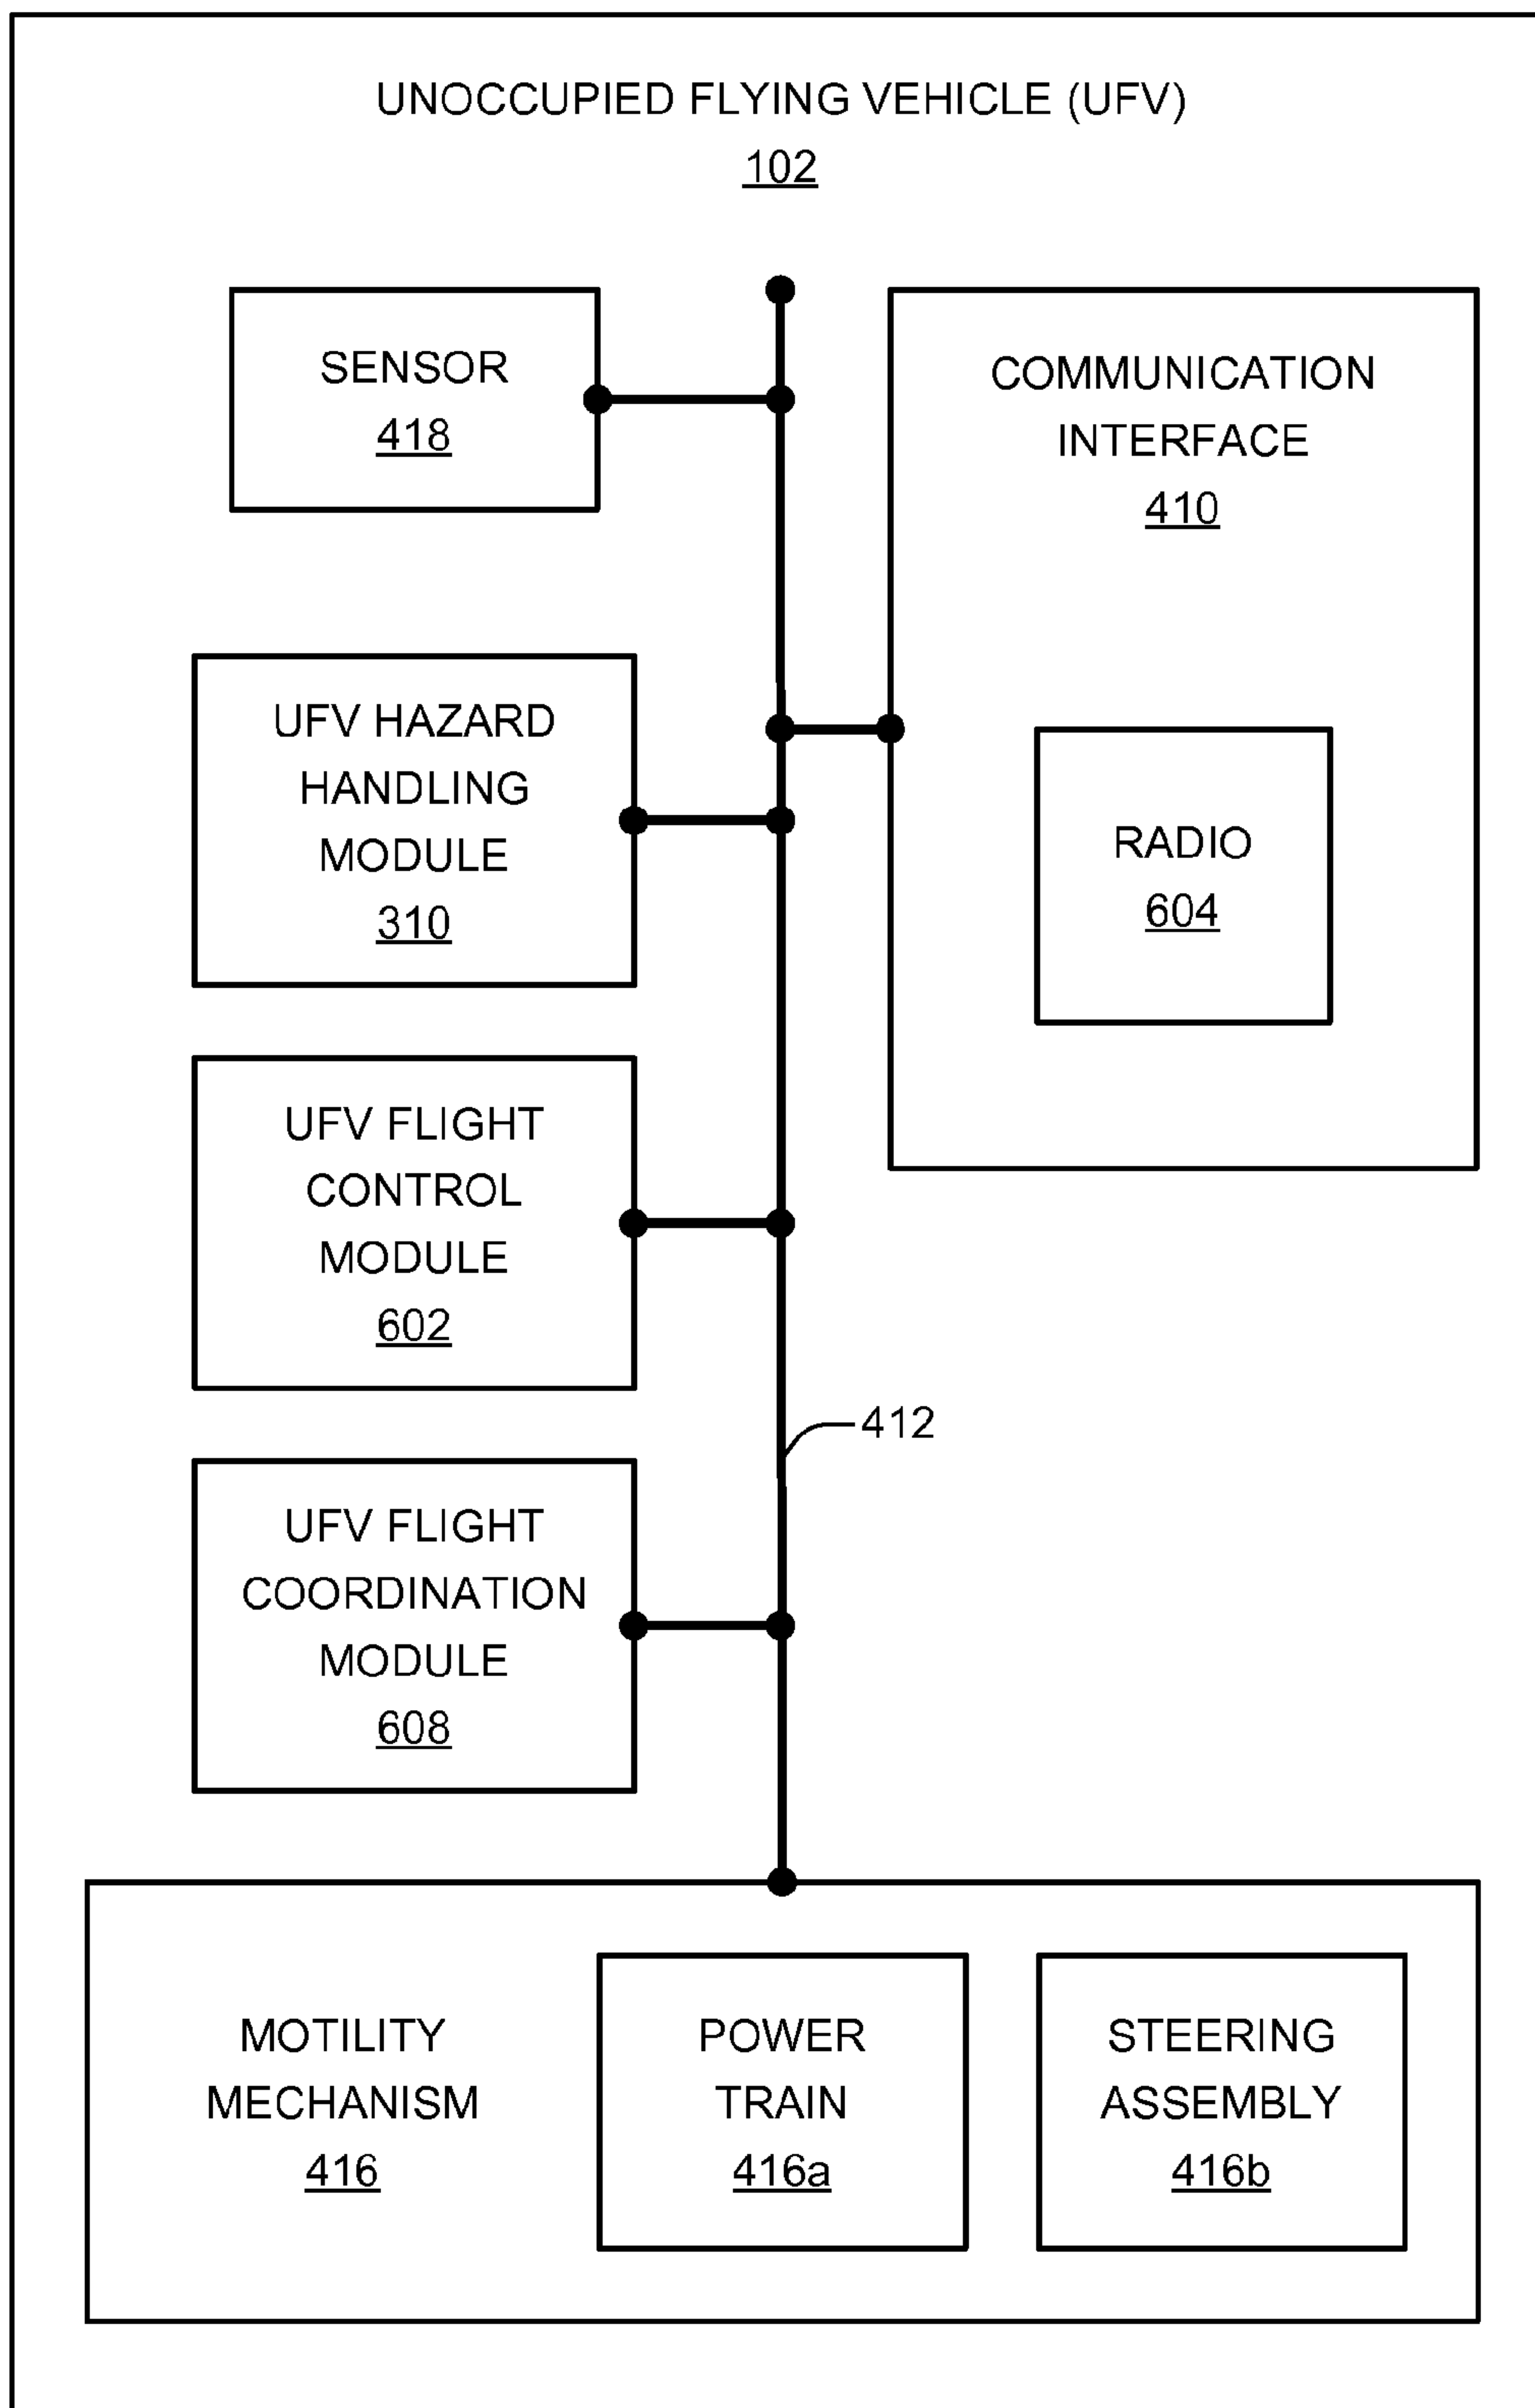 UNOCCUPIED FLYING VEHICLE (UFV)
102
SENSOR
418
COMMUNICATION
INTERFACE
410
UFV HAZARD
HANDLING
MODULE
310
RADIO
604
UFV FLIGHT
CONTROL
MODULE
602
412
UFV FLIGHT
COORDINATION
MODULE
608
MOTILITY
MECHANISM
416
POWER
TRAIN
416a
STEERING
ASSEMBLY
416b